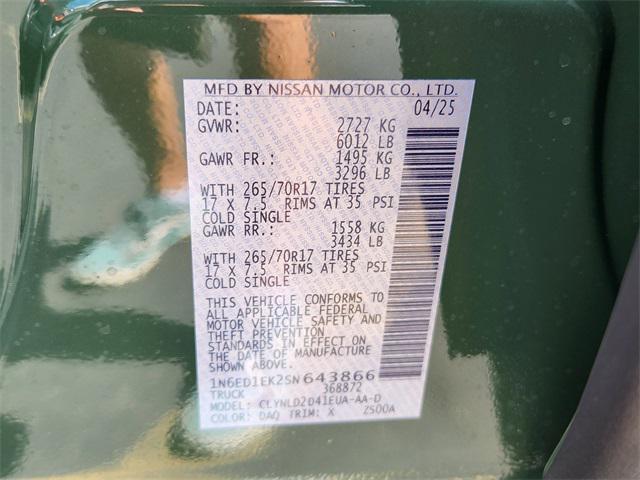 MFD BY NISSAN MOTOR CO., LTD.
DATE: 04/25
GVWR: 2727 KG
6012 LB
GAWR FR.: 1495 KG
3296 LB
WITH 265/70R17 TIRES
17 X 7.5 RIMS AT 35 PSI
COLD SINGLE
GAWR RR.: 1558 KG
3434 LB
WITH 265/70R17 TIRES
17 X 7.5 RIMS AT 35 PSI
COLD SINGLE
THIS VEHICLE CONFORMS TO
ALL APPLICABLE FEDERAL
MOTOR VEHICLE SAFETY AND
THEFT PREVENTION
STANDARDS IN EFFECT ON
THE DATE OF MANUFACTURE
SHOWN ABOVE.
1N6ED1EK2SN643866
TRUCK 368872
MODEL: CLYNLD2D41EUA-AA-D
COLOR: DAQ TRIM: X ZS00A